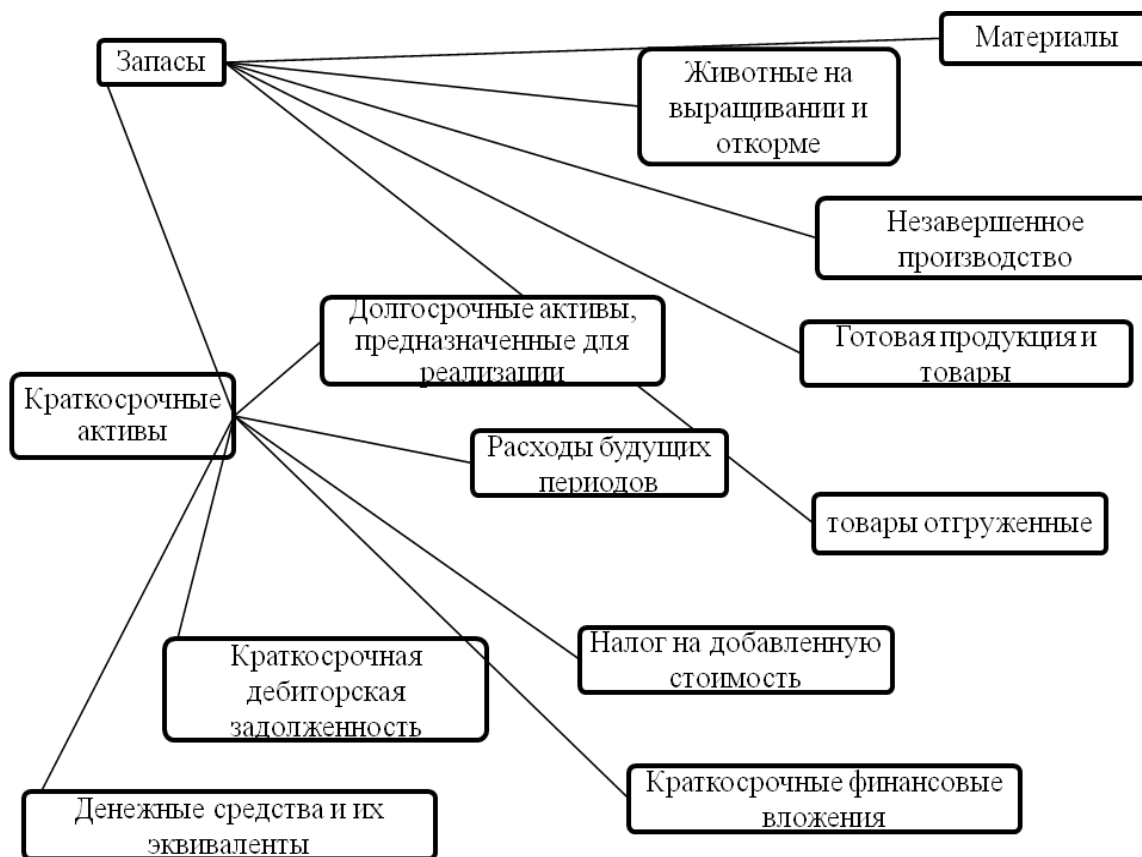 Материалы
Запасы
Животные на
выращивании и
откорме
Незавершенное
производство
Долгосрочные активы,
предназначенные для
реализации
Готовая продукция и
товары
Краткосрочные
активы
Расходы будущих
периодов
товары отгруженные
Налог на добавленную
стоимость
Краткосрочная
дебиторская
задолженность
Краткосрочные финансовые
вложения
Денежные средства и их
эквиваленты